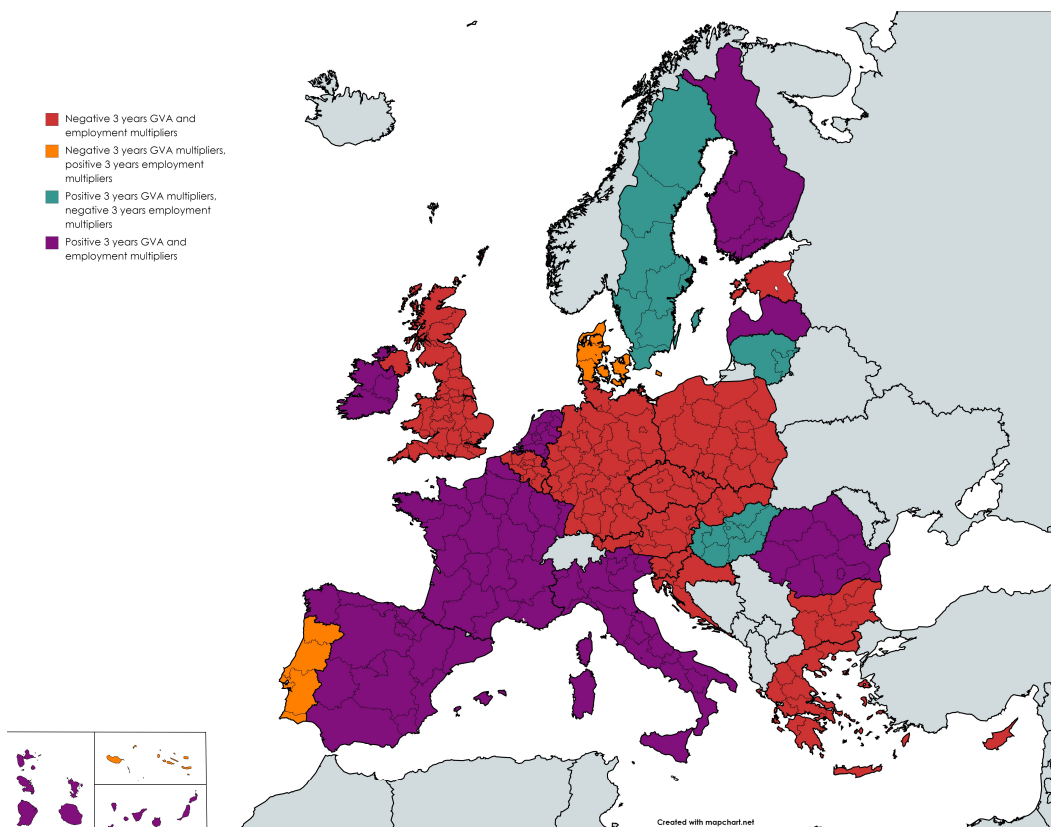 Negative 3 years GVA and
employment multipliers
Negative 3 years GVA multipliers,
positive 3 years employment
multipliers
Positive 3 years GVA multipliers,
negative 3 years employment
multipliers
Positive 3 years GVA and
employment multipliers
Created with mapchart.net